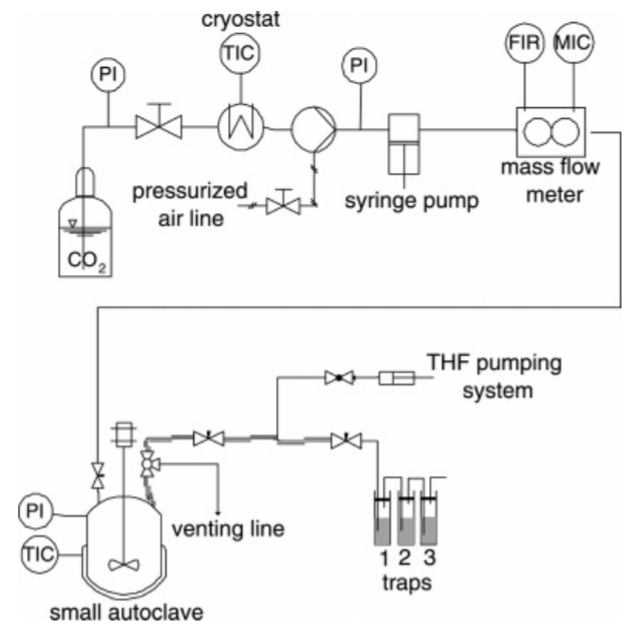 cryostat
PI
TIC
PI
FIR
MIC
pressurized
air line
syringe pump
mass flow
meter
CO2
THF pumping
system
PI
TIC
venting line
1 2 3
traps
small autoclave